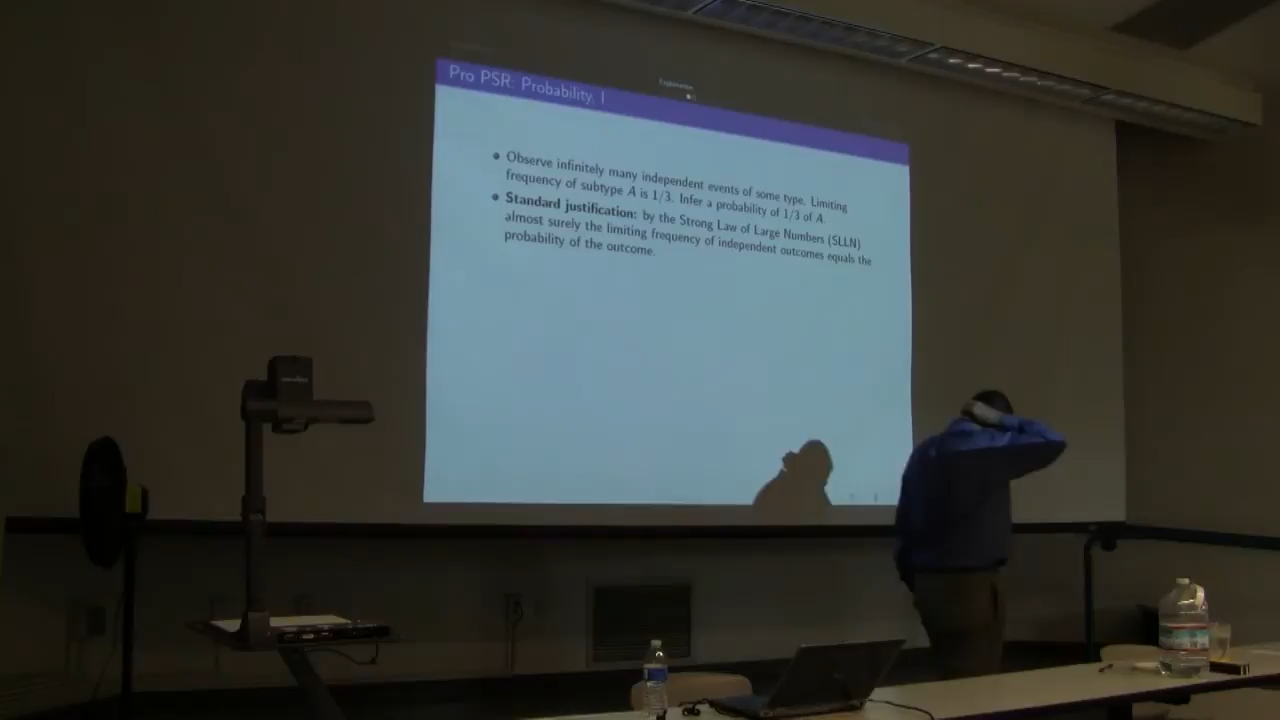 Explanation
Pro PSR: Probability, I
Observe infinitely many independent events of some type. Limiting
frequency of subtype A is 1/3. Infer a probability of 1/3 of A.
Standard justification: by the Strong Law of Large Numbers (SLLN)
almost surely the limiting frequency of independent outcomes equals the
probability of the outcome.